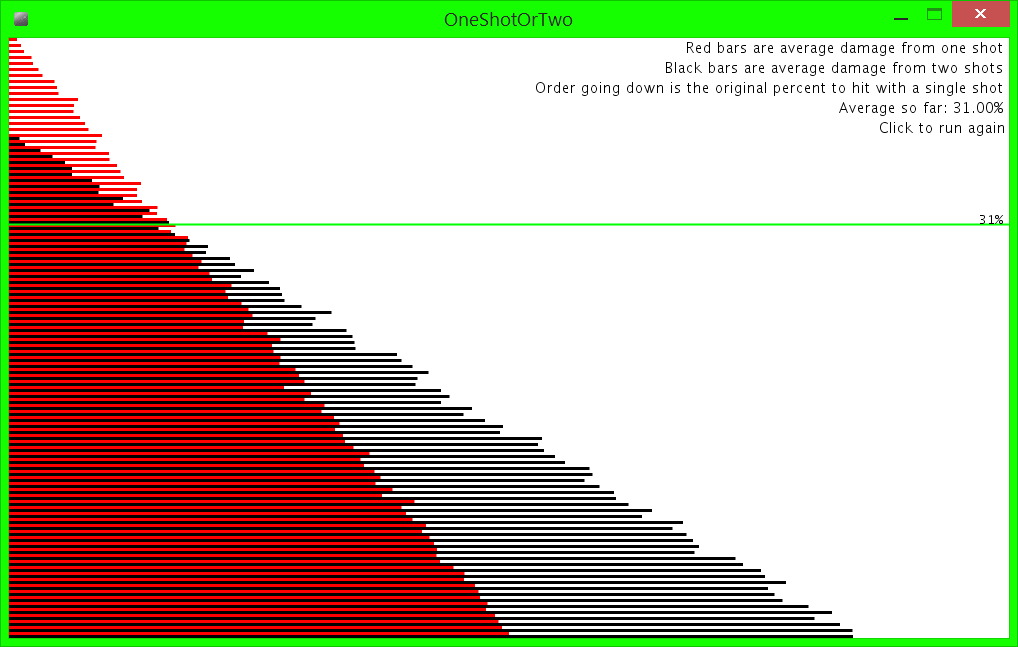 OneShotOrTwo
Red bars are average damage from one shot
Black bars are average damage from two shots
Order going down is the original percent to hit with a single shot
Average so far: 31.00%
Click to run again
31%